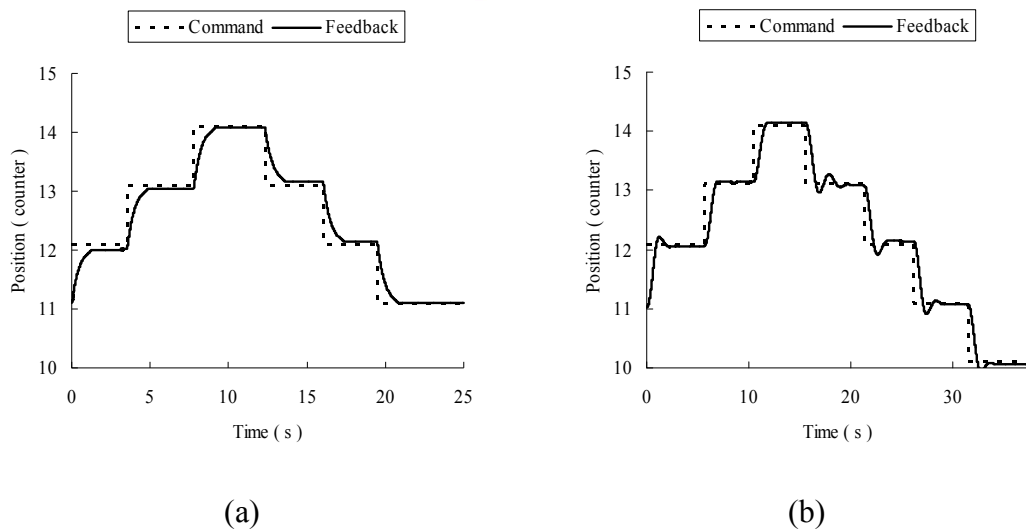 Command Feedback
Position ( counter )
15
14
13
12
11
10
0 5 10 15 20 25
Time ( s )
(a)
Command Feedback
Position ( counter )
15
14
13
12
11
10
0 10 20 30
Time ( s )
(b)